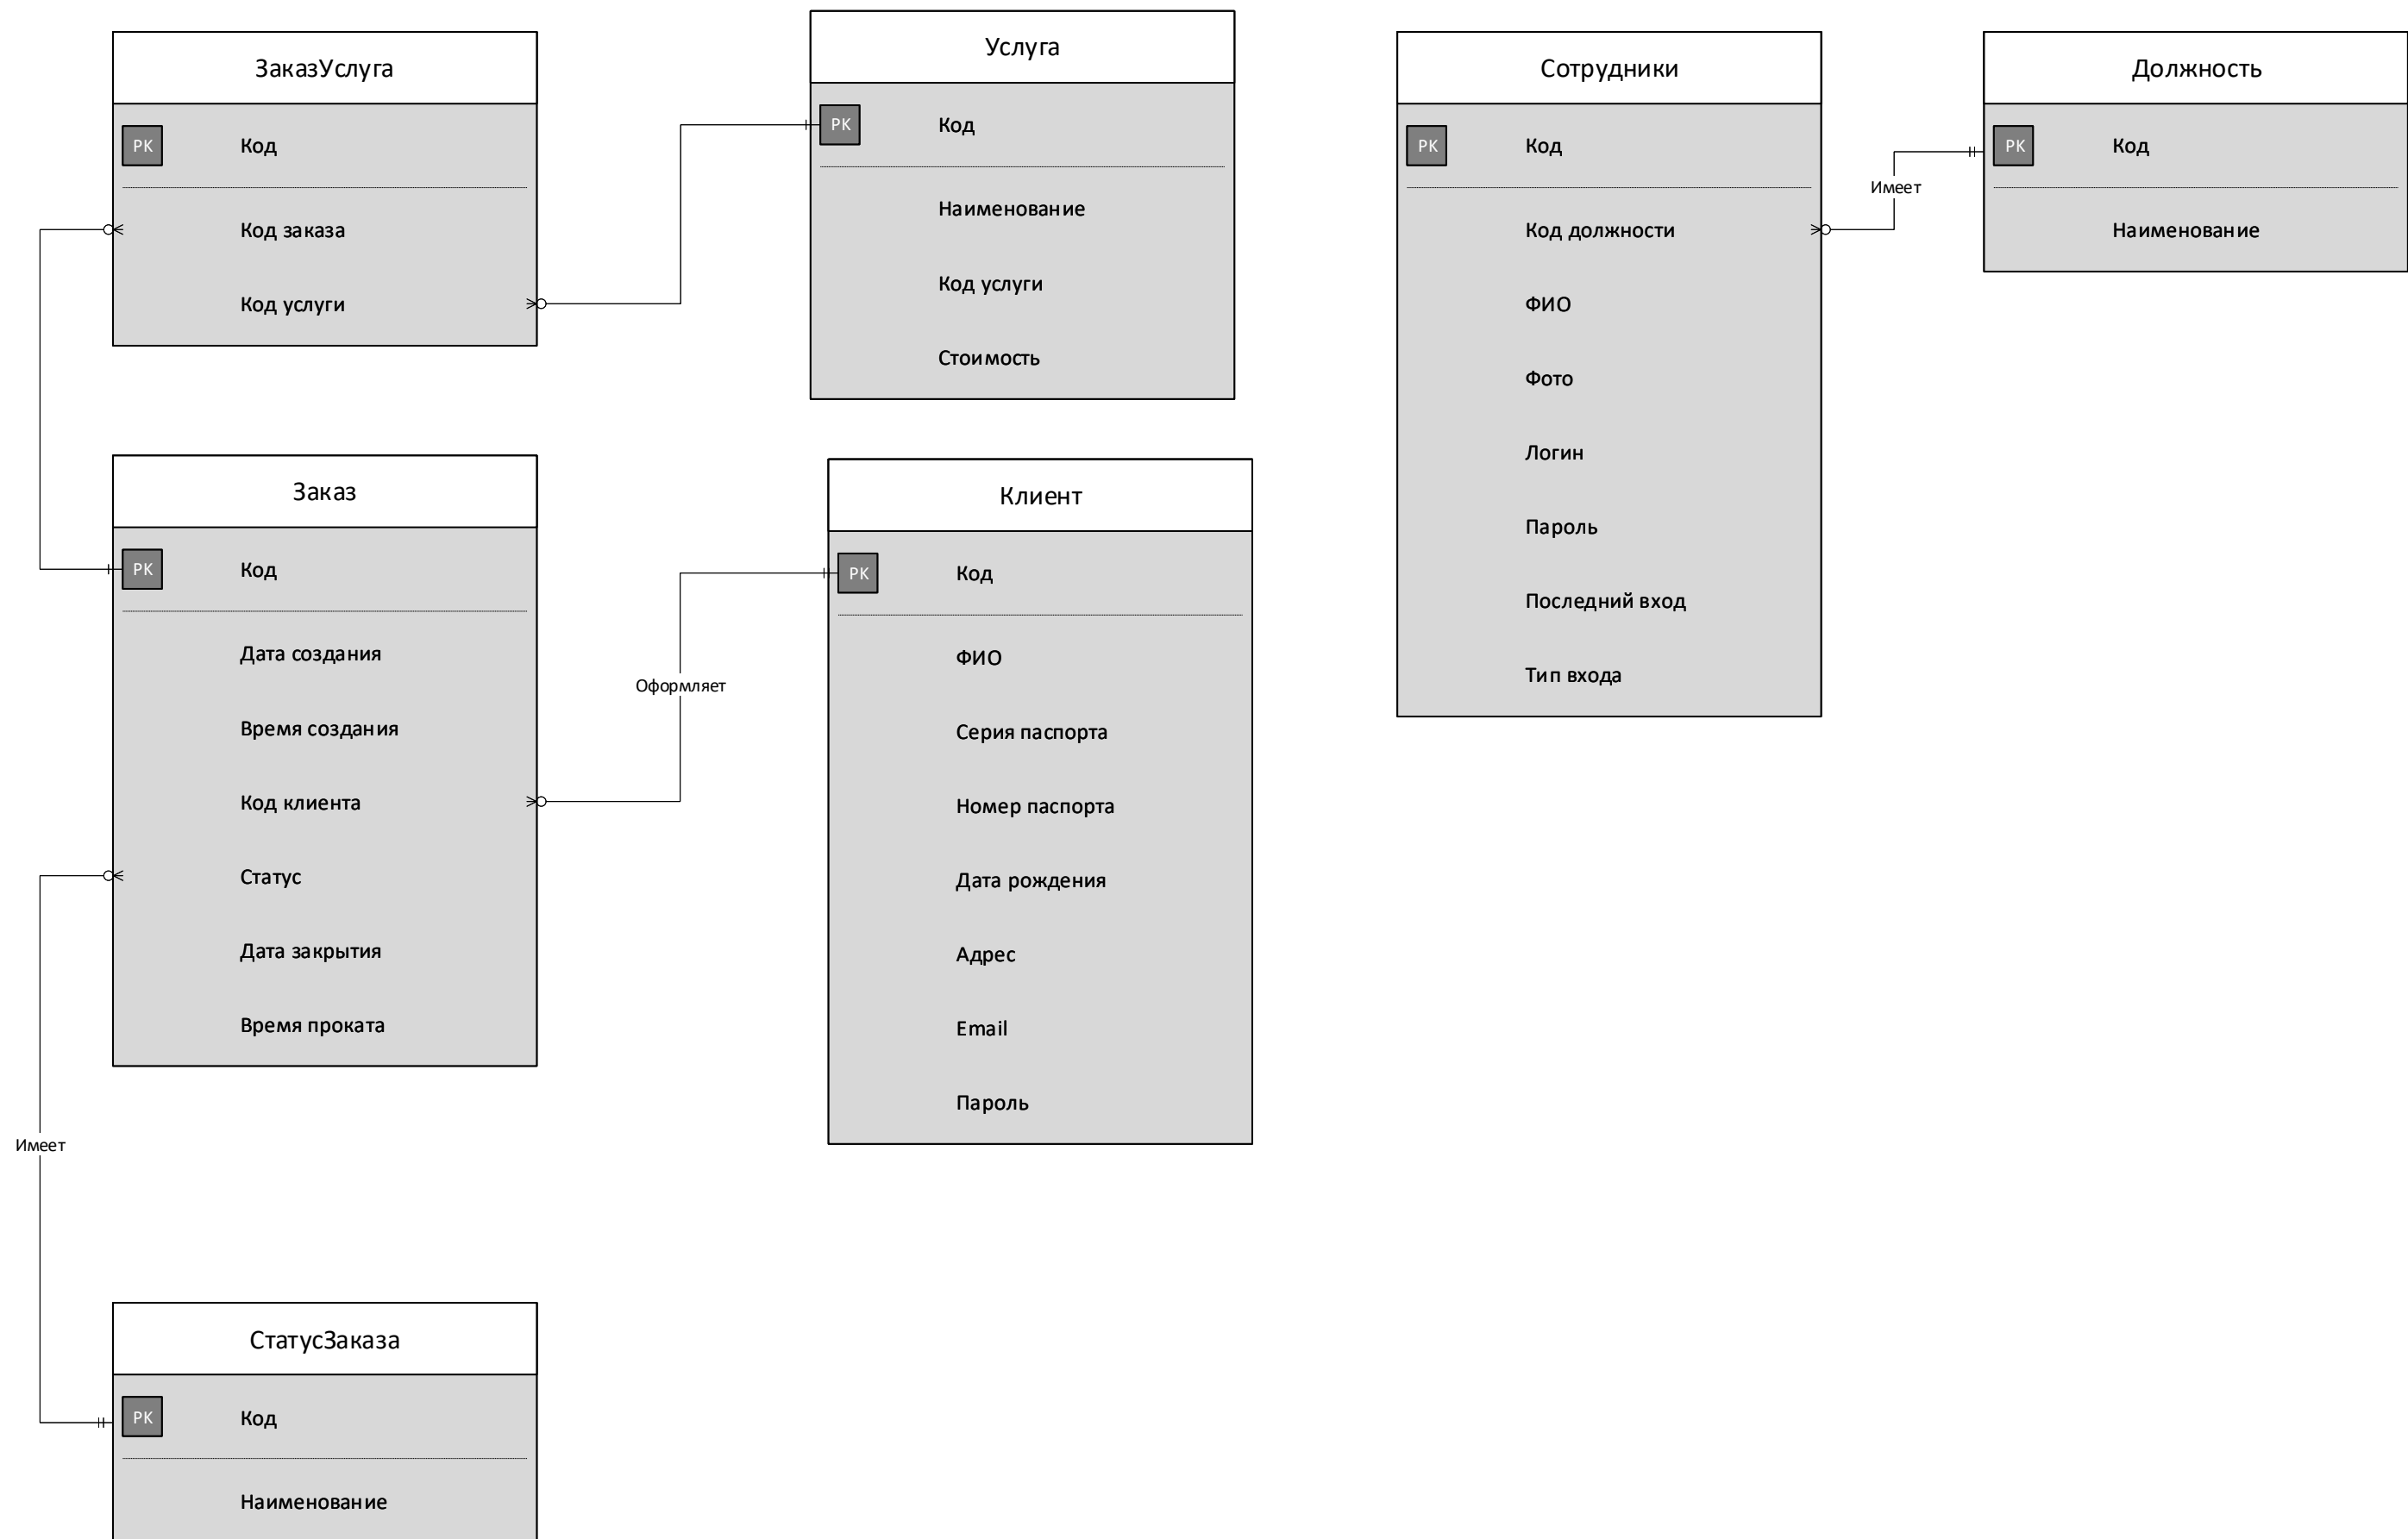 ЗаказУслуга
PK Код
Код заказа
Код услуги
Услуга
PK Код
Наименование
Код услуги
Стоимость
Сотрудники
PK Код
Код должности
ФИО
Фото
Логин
Пароль
Последний вход
Тип входа
Имеет
Должность
PK Код
Наименование
Заказ
PK Код
Дата создания
Время создания
Код клиента
Статус
Дата закрытия
Время проката
Оформляет
Клиент
PK Код
ФИО
Серия паспорта
Номер паспорта
Дата рождения
Адрес
Email
Пароль
Имеет
СтатусЗаказа
PK Код
Наименование